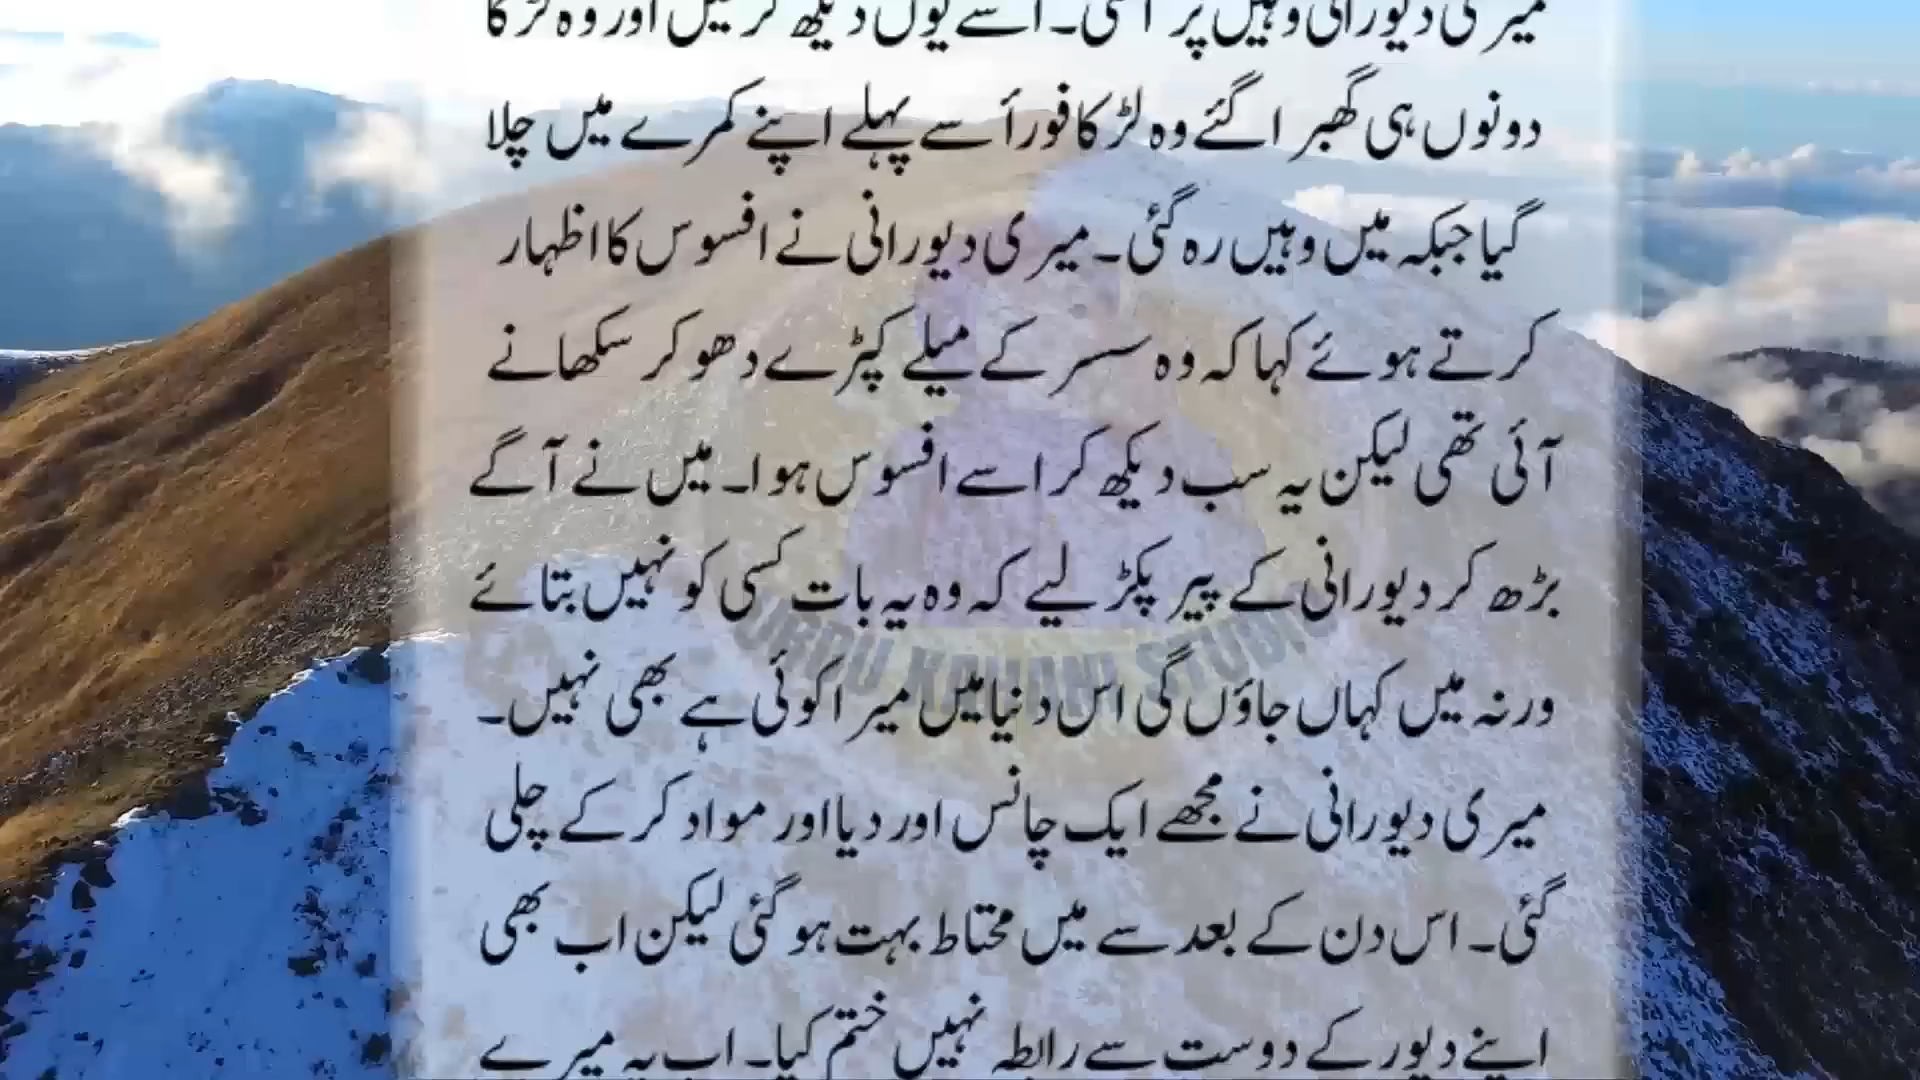 میری دیورانی وہیں پر آ گئی۔ اسے یوں دیکھ کر میں اور وہ لڑکا
دونوں ہی گھبرا گئے وہ لڑکا فوراً سے پہلے اپنے کمرے میں چلا
گیا جبکہ میں وہیں رہ گئی۔ میری دیورانی نے افسوس کا اظہار
کرتے ہوئے کہا کہ وہ سسر کے میلے کپڑے دھو کر سکھانے
آئی تھی لیکن یہ سب دیکھ کر اسے افسوس ہوا۔ میں نے آگے
بڑھ کر دیورانی کے پیر پکڑ لیے کہ وہ یہ بات کسی کو نہیں بتائے
ورنہ میں کہاں جاؤں گی اس دنیا میں میرا کوئی ہے بھی نہیں۔
میری دیورانی نے مجھے ایک چانس اور دیا اور مواد کر کے چلی
گئی۔ اس دن کے بعد سے میں محتاط بہت ہو گئی لیکن اب بھی
اپنے دیور کے دوست سے رابطہ نہیں ختم کیا۔ اب یہ میرے
URDU KAHANI STUDIO